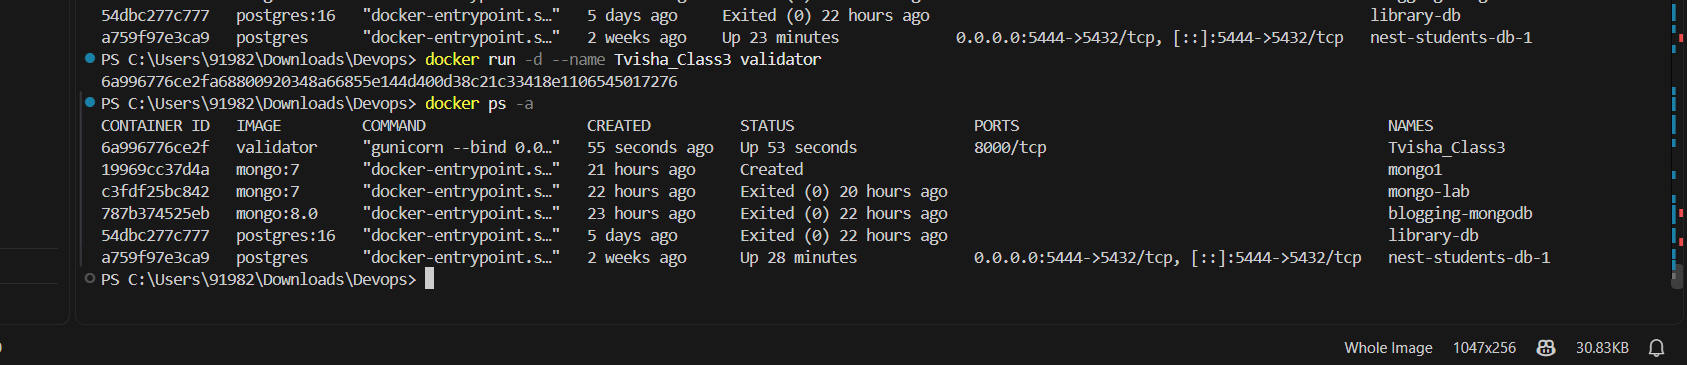 54dbc277c777 postgres:16 "docker-entrypoint.s…" 5 days ago Exited (0) 22 hours ago library-db
a759f97e3ca9 postgres "docker-entrypoint.s…" 2 weeks ago Up 23 minutes 0.0.0.0:5444->5432/tcp, [::]:5444->5432/tcp nest-students-db-1
PS C:\Users\91982\Downloads\Devops> docker run -d --name Tvisha_Class3 validator
6a996776ce2fa68800920348a66855e144d400d38c21c33418e1106545017276
PS C:\Users\91982\Downloads\Devops> docker ps -a
CONTAINER ID IMAGE COMMAND CREATED STATUS PORTS NAMES
6a996776ce2f validator "gunicorn --bind 0.0…" 55 seconds ago Up 53 seconds 8000/tcp Tvisha_Class3
19969cc37d4a mongo:7 "docker-entrypoint.s…" 21 hours ago Created mongo1
c3fdf25bc842 mongo:7 "docker-entrypoint.s…" 22 hours ago Exited (0) 20 hours ago mongo-lab
787b374525eb mongo:8.0 "docker-entrypoint.s…" 23 hours ago Exited (0) 22 hours ago blogging-mongodb
54dbc277c777 postgres:16 "docker-entrypoint.s…" 5 days ago Exited (0) 22 hours ago library-db
a759f97e3ca9 postgres "docker-entrypoint.s…" 2 weeks ago Up 28 minutes 0.0.0.0:5444->5432/tcp, [::]:5444->5432/tcp nest-students-db-1
PS C:\Users\91982\Downloads\Devops>
Whole Image 1047x256 30.83KB